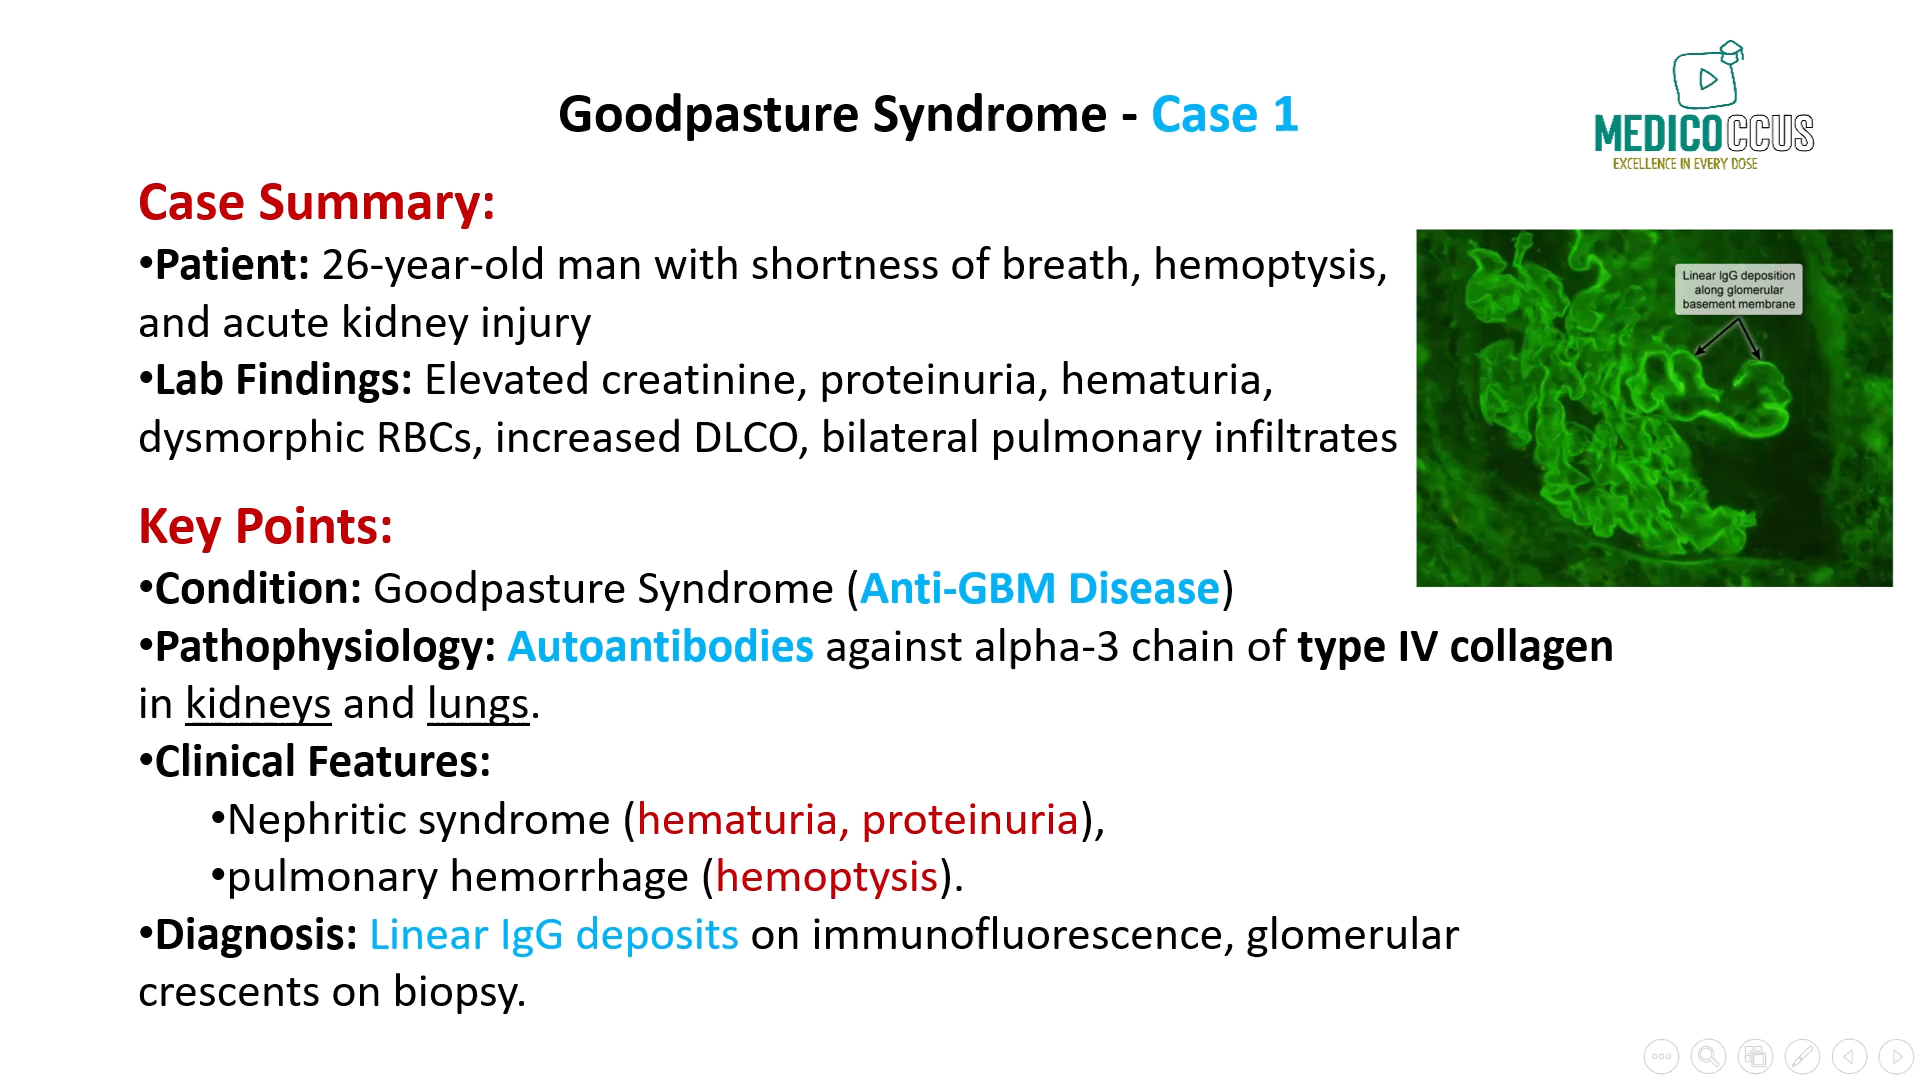 Goodpasture Syndrome - Case 1
MEDICOCCUS
EXCELLENCE IN EVERY DOSE
Case Summary:
•Patient: 26-year-old man with shortness of breath, hemoptysis,
and acute kidney injury
•Lab Findings: Elevated creatinine, proteinuria, hematuria,
dysmorphic RBCs, increased DLCO, bilateral pulmonary infiltrates
Linear IgG deposition
along glomerular
basement membrane
Key Points:
•Condition: Goodpasture Syndrome (Anti-GBM Disease)
•Pathophysiology: Autoantibodies against alpha-3 chain of type IV collagen
in kidneys and lungs.
•Clinical Features:
•Nephritic syndrome (hematuria, proteinuria),
•pulmonary hemorrhage (hemoptysis).
•Diagnosis: Linear IgG deposits on immunofluorescence, glomerular
crescents on biopsy.